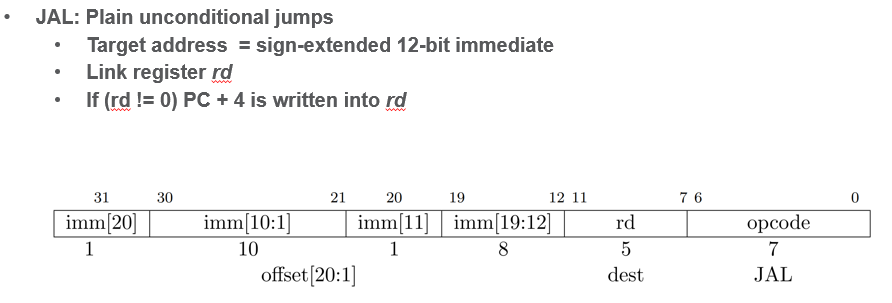 • JAL: Plain unconditional jumps
• Target address = sign-extended 12-bit immediate
• Link register rd
• If (rd != 0) PC + 4 is written into rd
31 30 21 20 19 12 11 7 6 0
imm[20] imm[10:1] imm[11] imm[19:12] rd opcode
1 10 1 8 5 7
offset[20:1] dest JAL